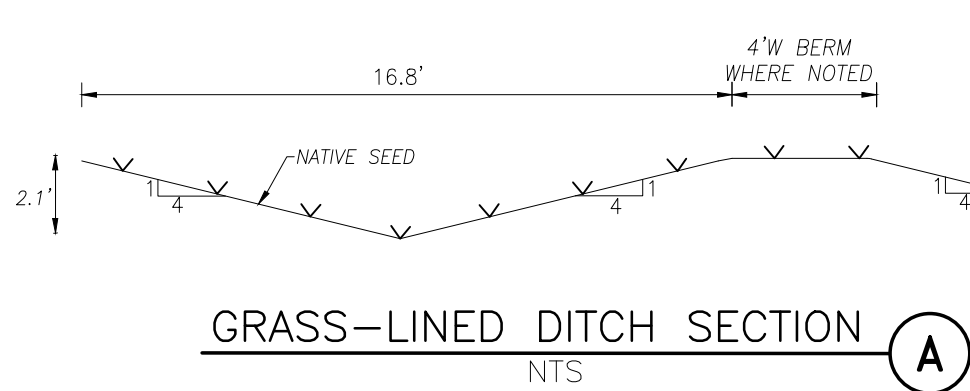 4'W BERM
WHERE NOTED
16.8'
NATIVE SEED
2.1'
1
4
1
4
1
4
GRASS-LINED DITCH SECTION
A
NTS